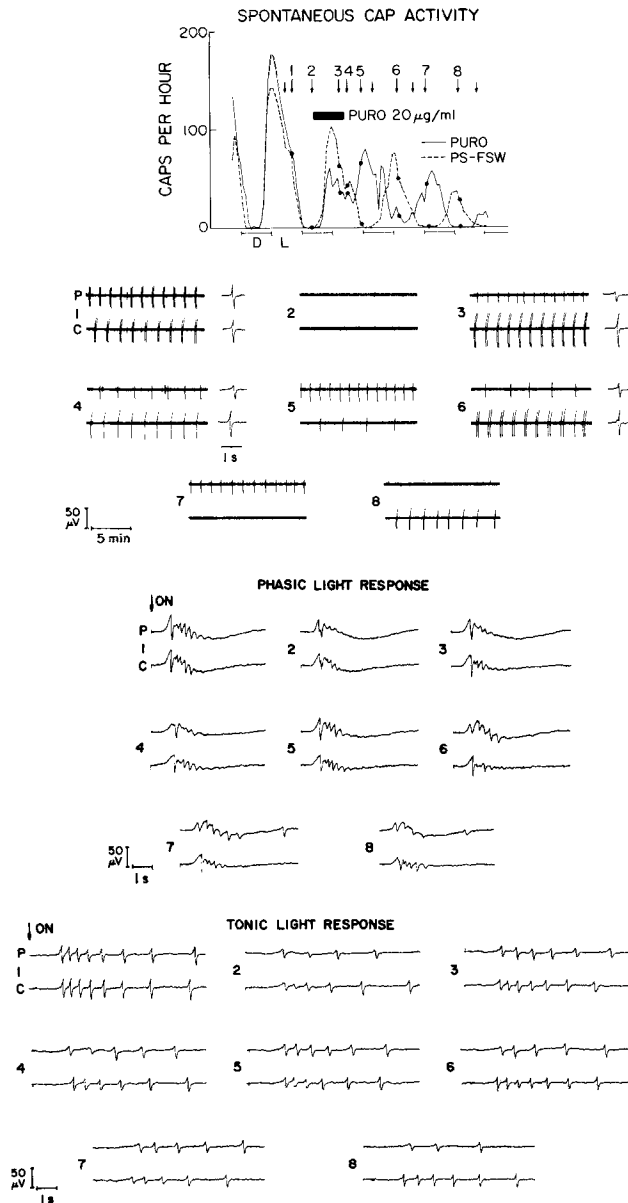 SPONTANEOUS CAP ACTIVITY
200
100
0
CAPS PER HOUR
1 2 3 4 5 6 7 8
PURO 20 µg/ml
PURO
PS-FSW
D L
P
I
C
2
3
4
5
6
1 s
7
8
50 µV
5 min
PHASIC LIGHT RESPONSE
ON
P
I
C
2
3
4
5
6
7
8
50 µV
1 s
TONIC LIGHT RESPONSE
ON
P
I
C
2
3
4
5
6
7
8
50 µV
1 s